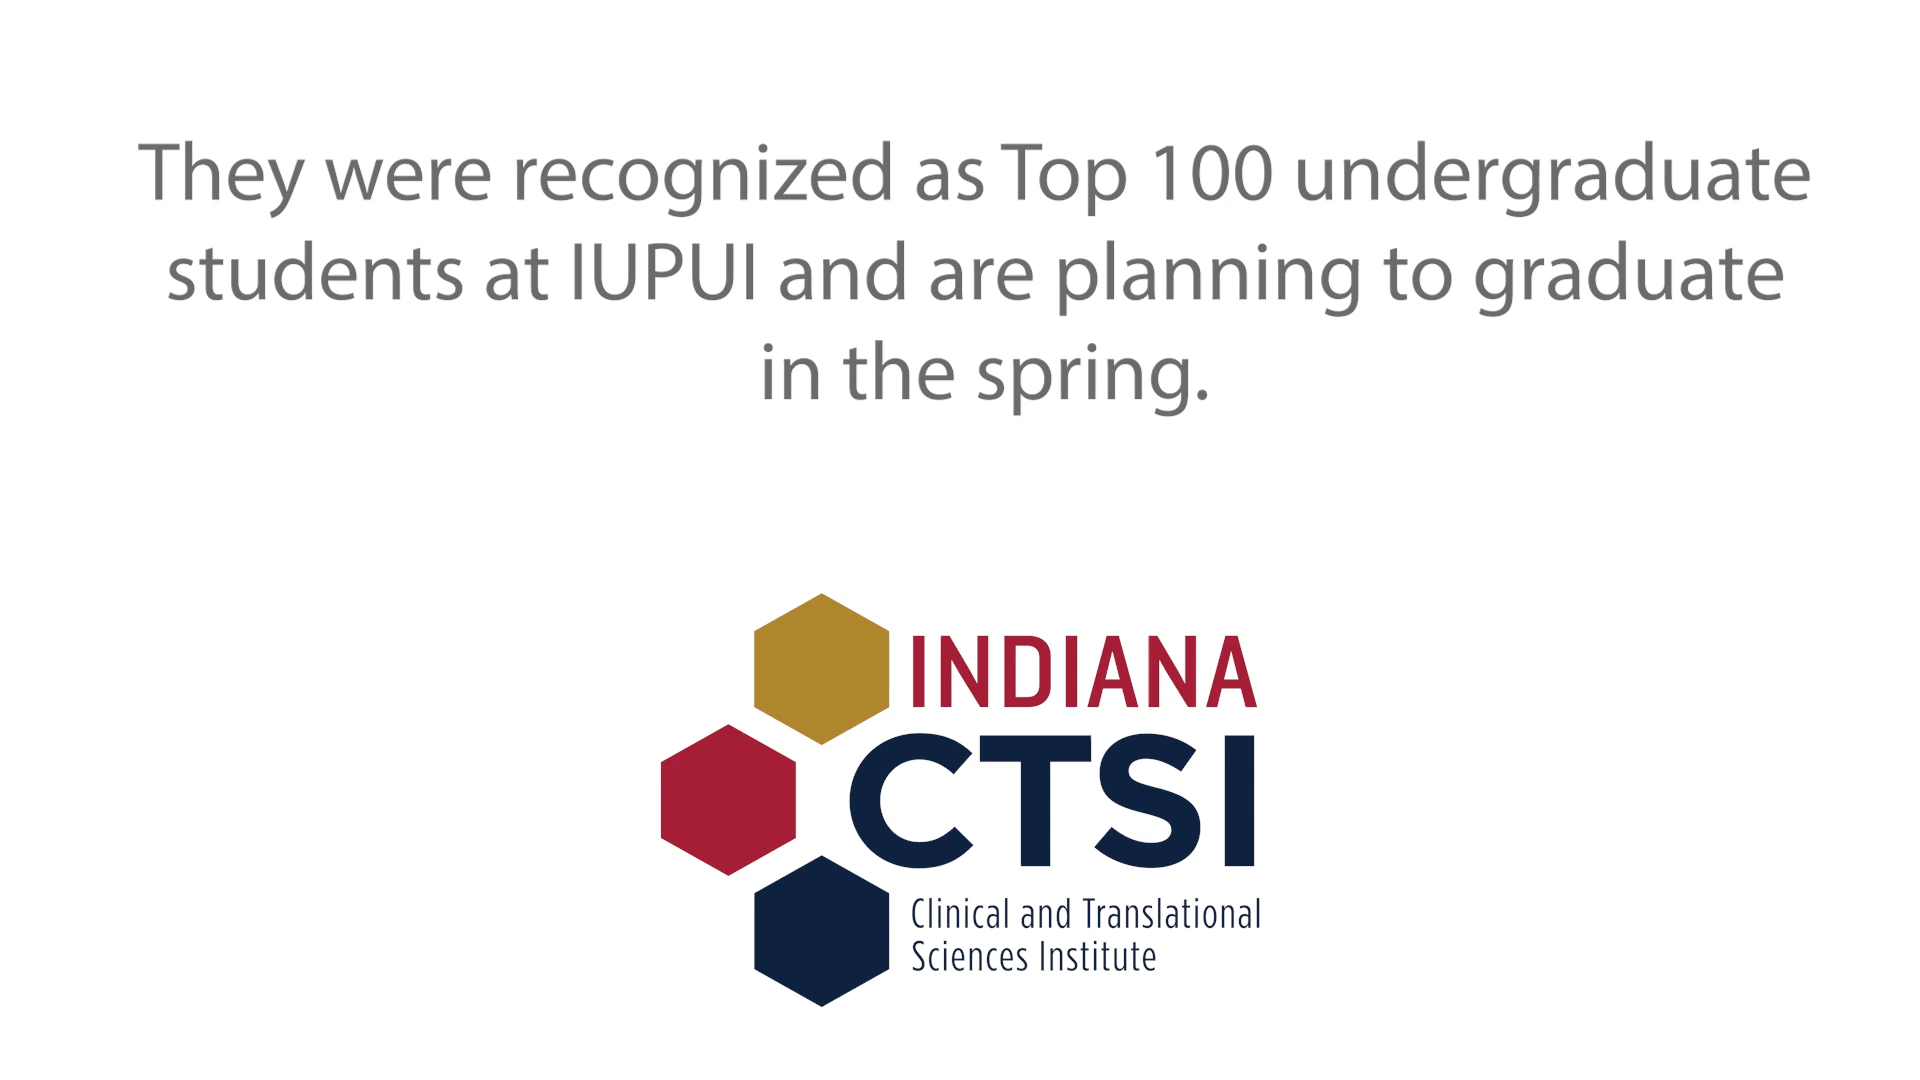 They were recognized as Top 100 undergraduate
students at IUPUI and are planning to graduate
in the spring.
INDIANA
CTSI
Clinical and Translational
Sciences Institute